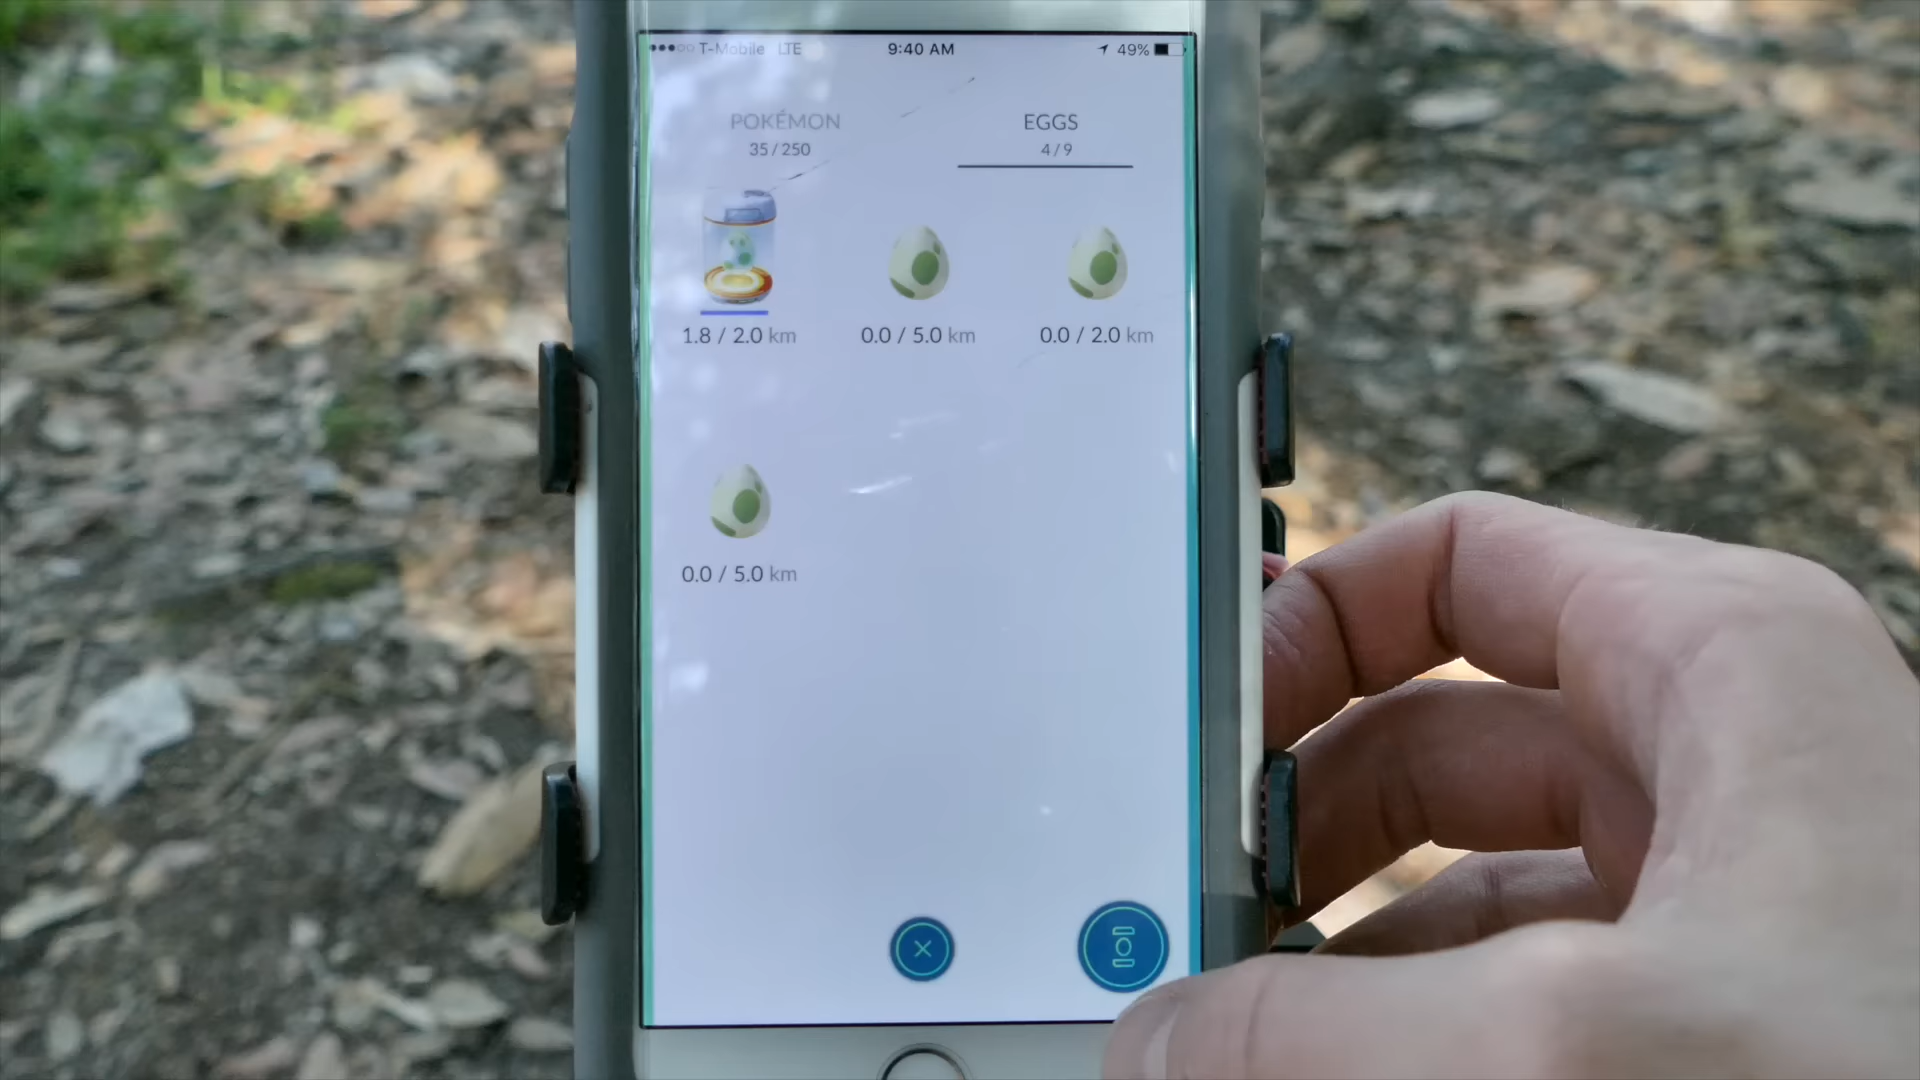 T-Mobile LTE 9:40 AM 49%
POKÉMON EGGS
35/250 4/9
1.8 / 2.0 km 0.0 / 5.0 km 0.0 / 2.0 km
0.0 / 5.0 km